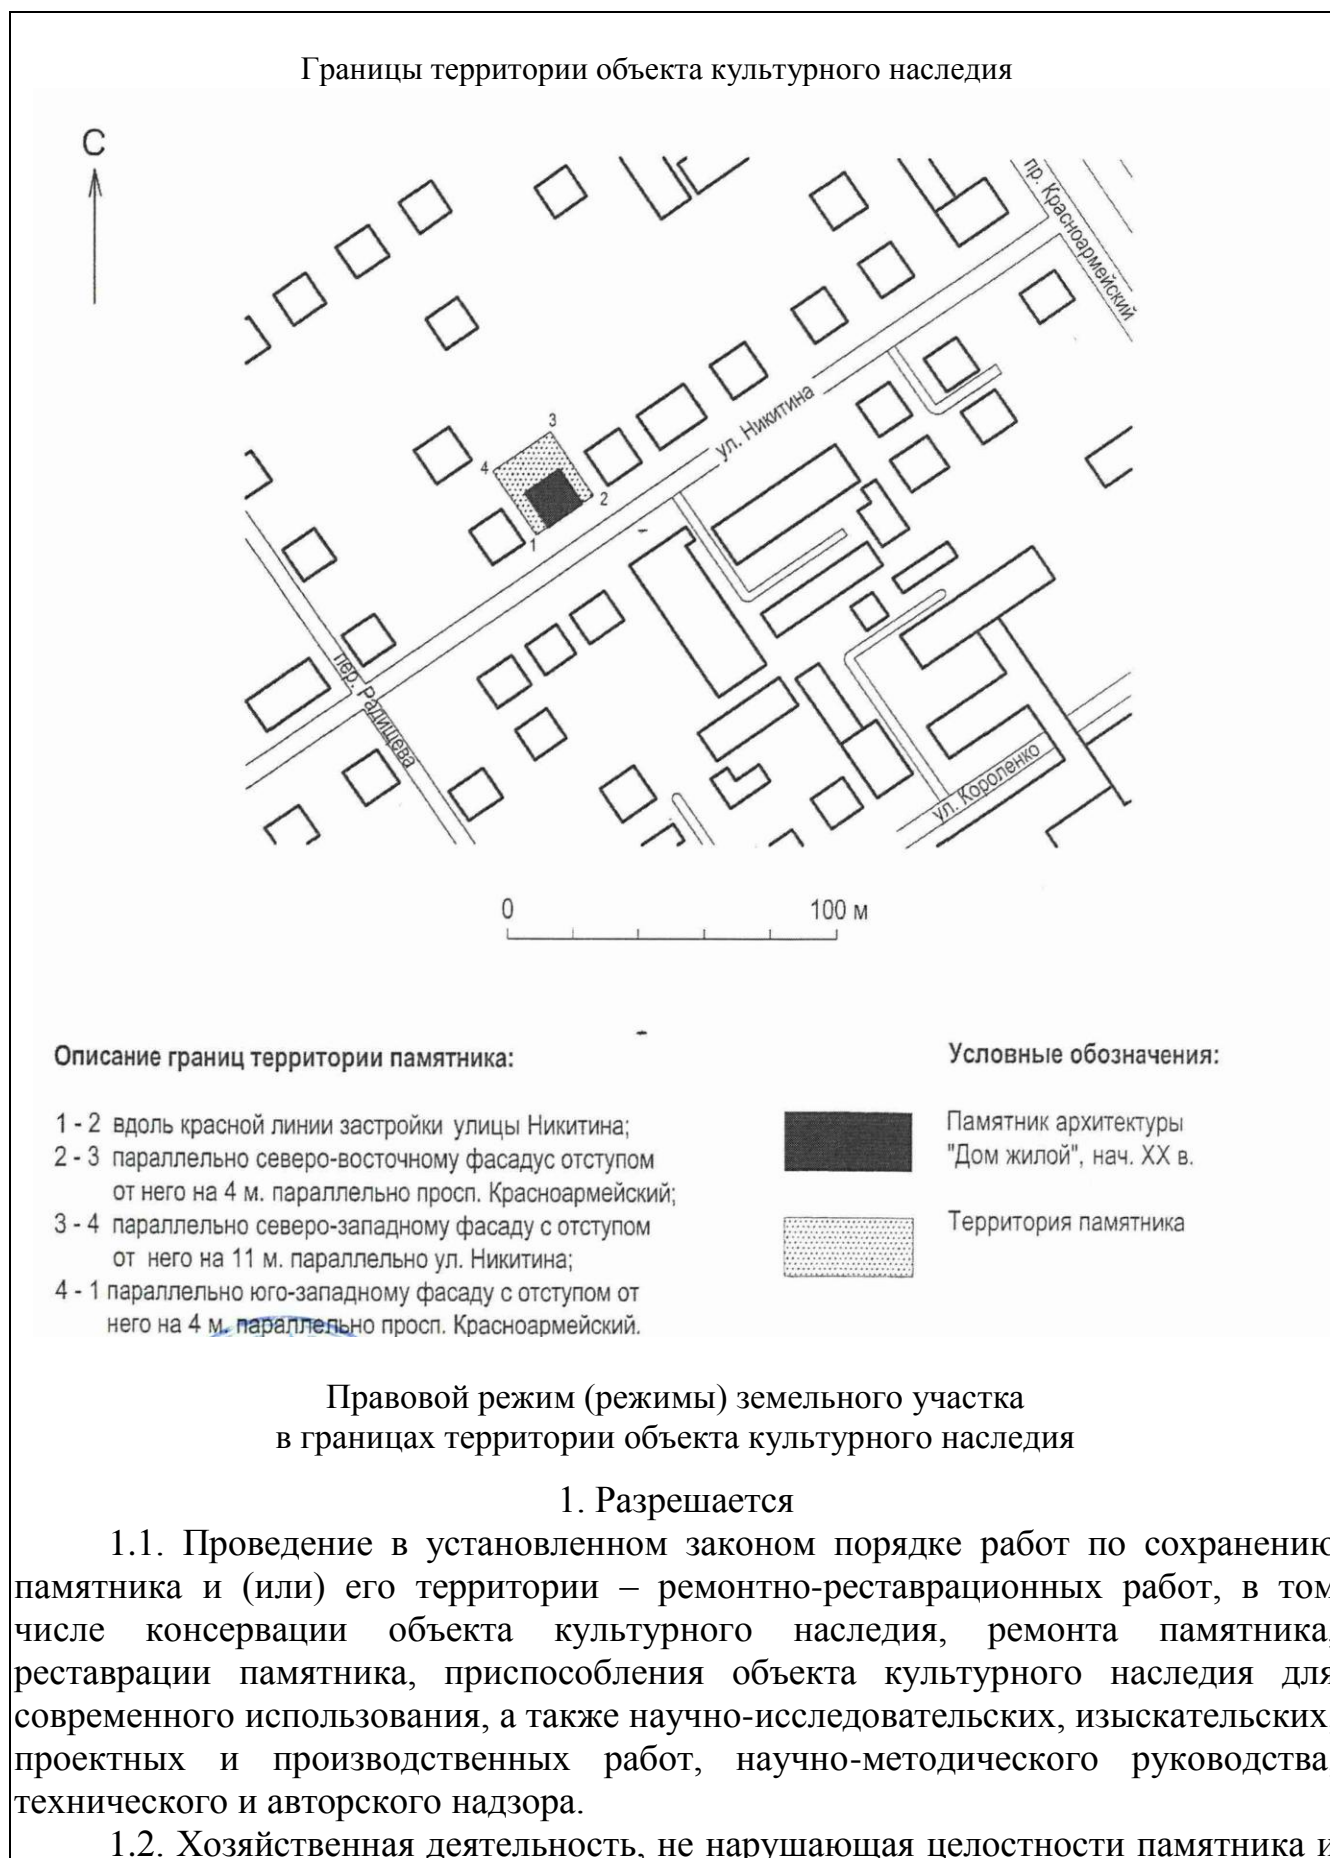 Границы территории объекта культурного наследия
С
пр. Красноармейский
ул. Никитина
3
4
2
1
пер. Радищева
ул. Короленко
0 100 м
Описание границ территории памятника:
1 - 2 вдоль красной линии застройки улицы Никитина;
2 - 3 параллельно северо-восточному фасадус отступом
от него на 4 м. параллельно просп. Красноармейский;
3 - 4 параллельно северо-западному фасаду с отступом
от него на 11 м. параллельно ул. Никитина;
4 - 1 параллельно юго-западному фасаду с отступом от
него на 4 м. параллельно просп. Красноармейский.
Условные обозначения:
Памятник архитектуры
"Дом жилой", нач. XX в.
Территория памятника
Правовой режим (режимы) земельного участка
в границах территории объекта культурного наследия
1. Разрешается
1.1. Проведение в установленном законом порядке работ по сохранению
памятника и (или) его территории – ремонтно-реставрационных работ, в том
числе консервации объекта культурного наследия, ремонта памятника,
реставрации памятника, приспособления объекта культурного наследия для
современного использования, а также научно-исследовательских, изыскательских
проектных и производственных работ, научно-методического руководства,
технического и авторского надзора.
1.2. Хозяйственная деятельность, не нарушающая целостности памятника и